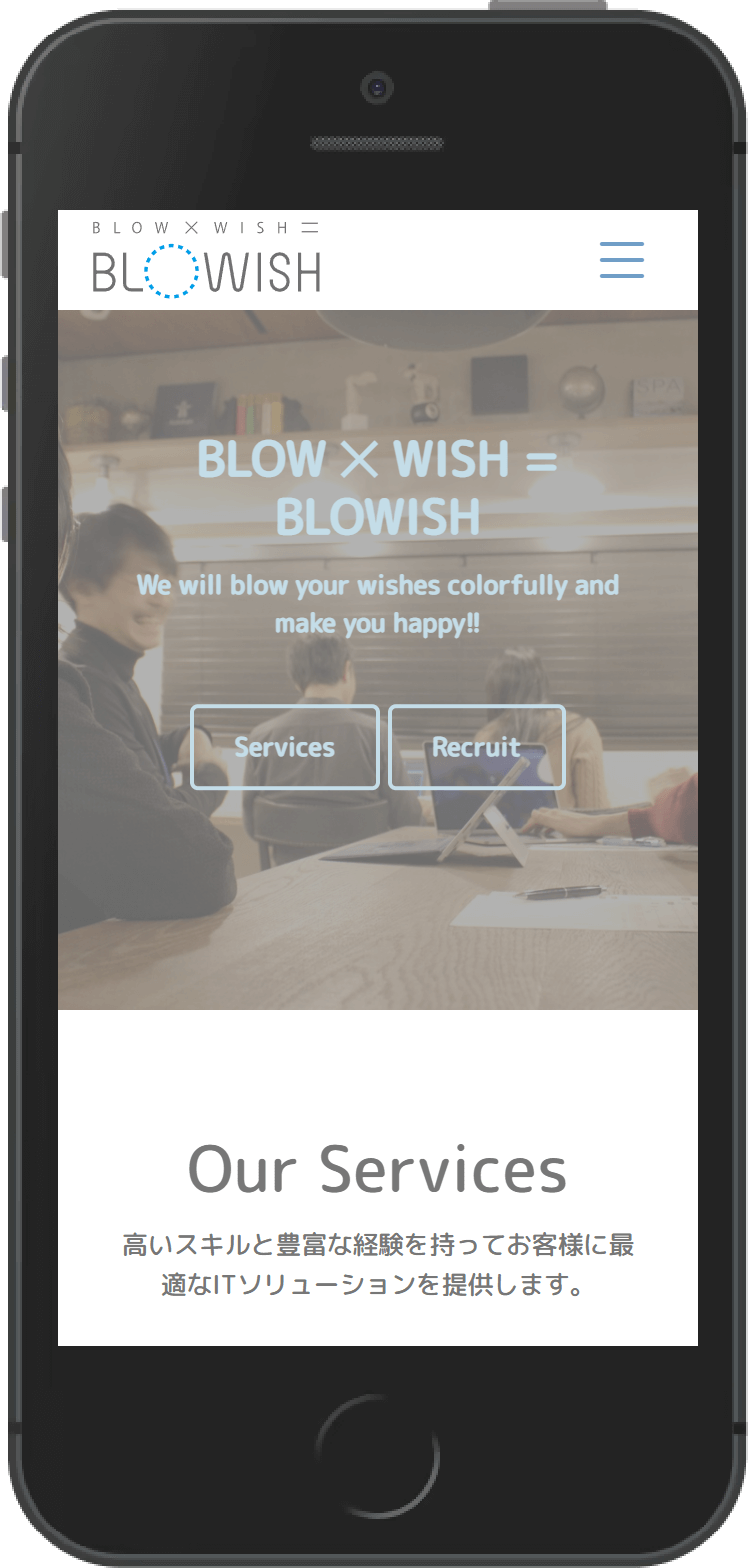 BLOW × WISH =
BLOWISH
SPA
BLOW × WISH =
BLOWISH
We will blow your wishes colorfully and
make you happy!!
Services
Recruit
Our Services
高いスキルと豊富な経験を持ってお客様に最
適なITソリューションを提供します。